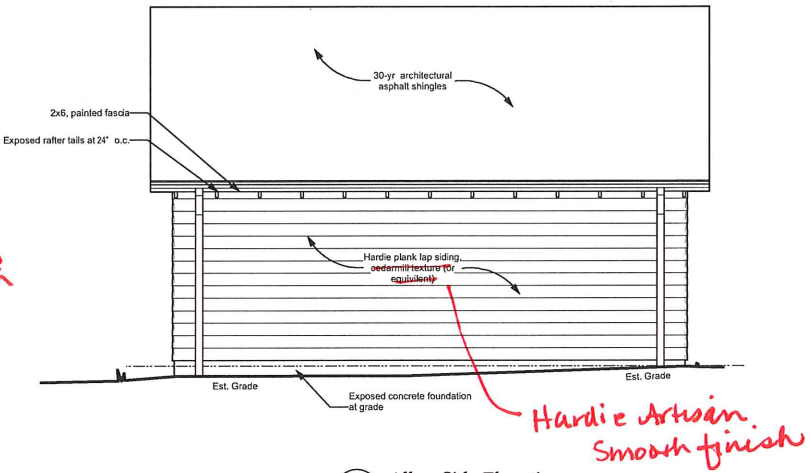 30-yr architectural
asphalt shingles
2x6, painted fascia
Exposed rafter tails at 24" o.c.
Hardie plank lap siding,
cedarmill texture (or
equivilent)
Est. Grade
Est. Grade
Exposed concrete foundation
at grade
Hardie Artisan
Smooth finish